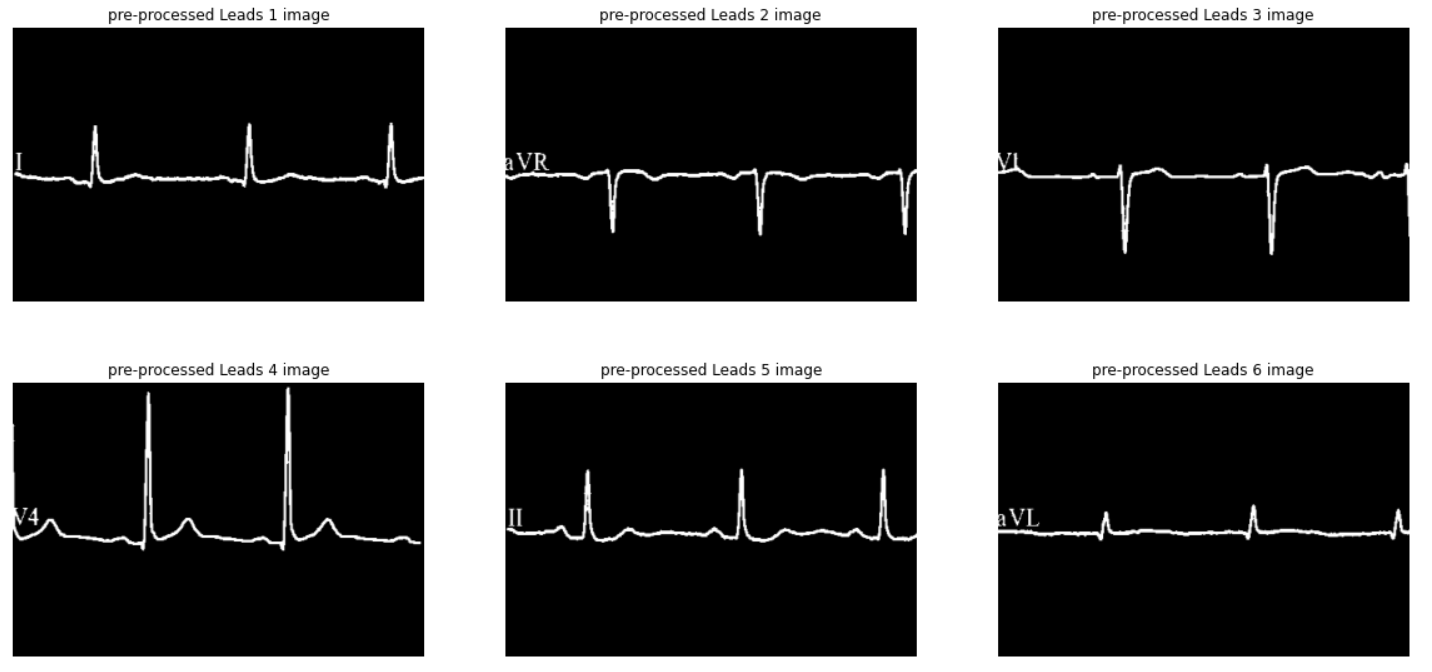 pre-processed Leads 1 image
pre-processed Leads 2 image
pre-processed Leads 3 image
I
aVR
V1
pre-processed Leads 4 image
pre-processed Leads 5 image
pre-processed Leads 6 image
V4
II
aVL